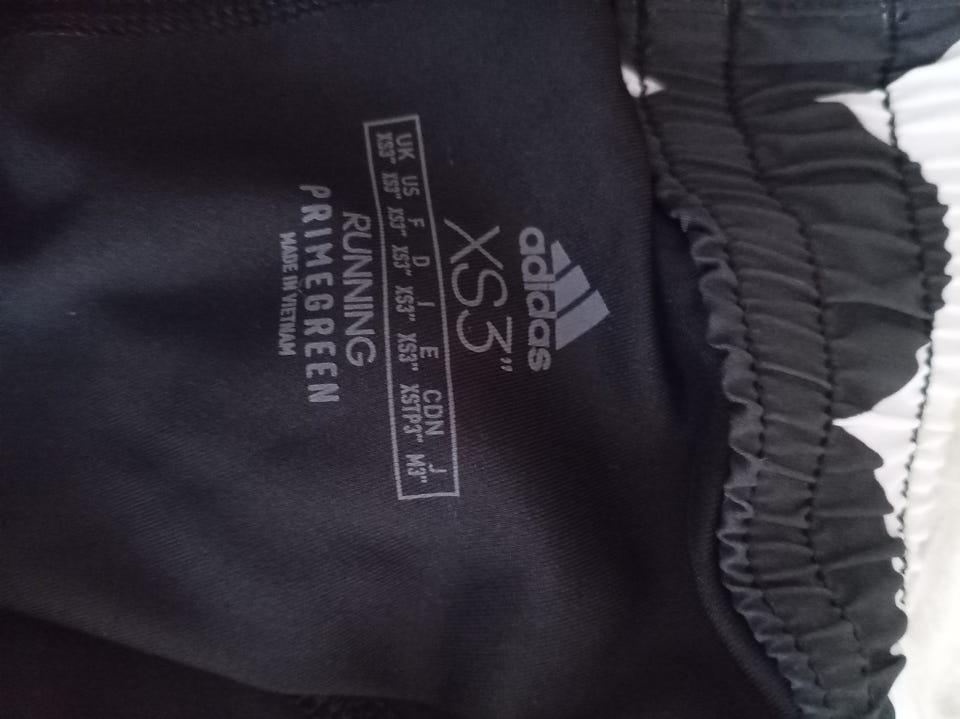 adidas
XS3"
UK US F D I E CDN J
XS3" XS3" XS3" XS3" XS3" XS3" XSTP3" M3"
RUNNING
PRIMEGREEN
MADE IN VIETNAM